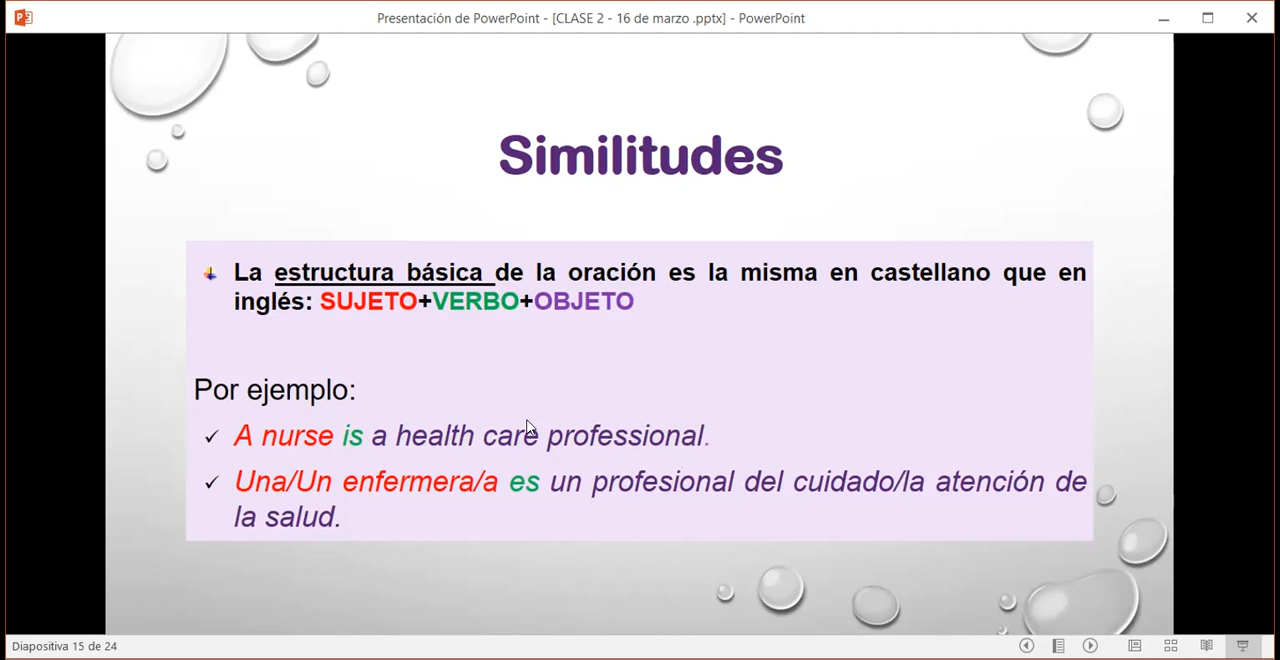 Presentación de PowerPoint - [CLASE 2 - 16 de marzo .pptx] - PowerPoint
Similitudes
La estructura básica de la oración es la misma en castellano que en
inglés: SUJETO+VERBO+OBJETO
Por ejemplo:
A nurse is a health care professional.
Una/Un enfermera/a es un profesional del cuidado/la atención de
la salud.
Diapositiva 15 de 24